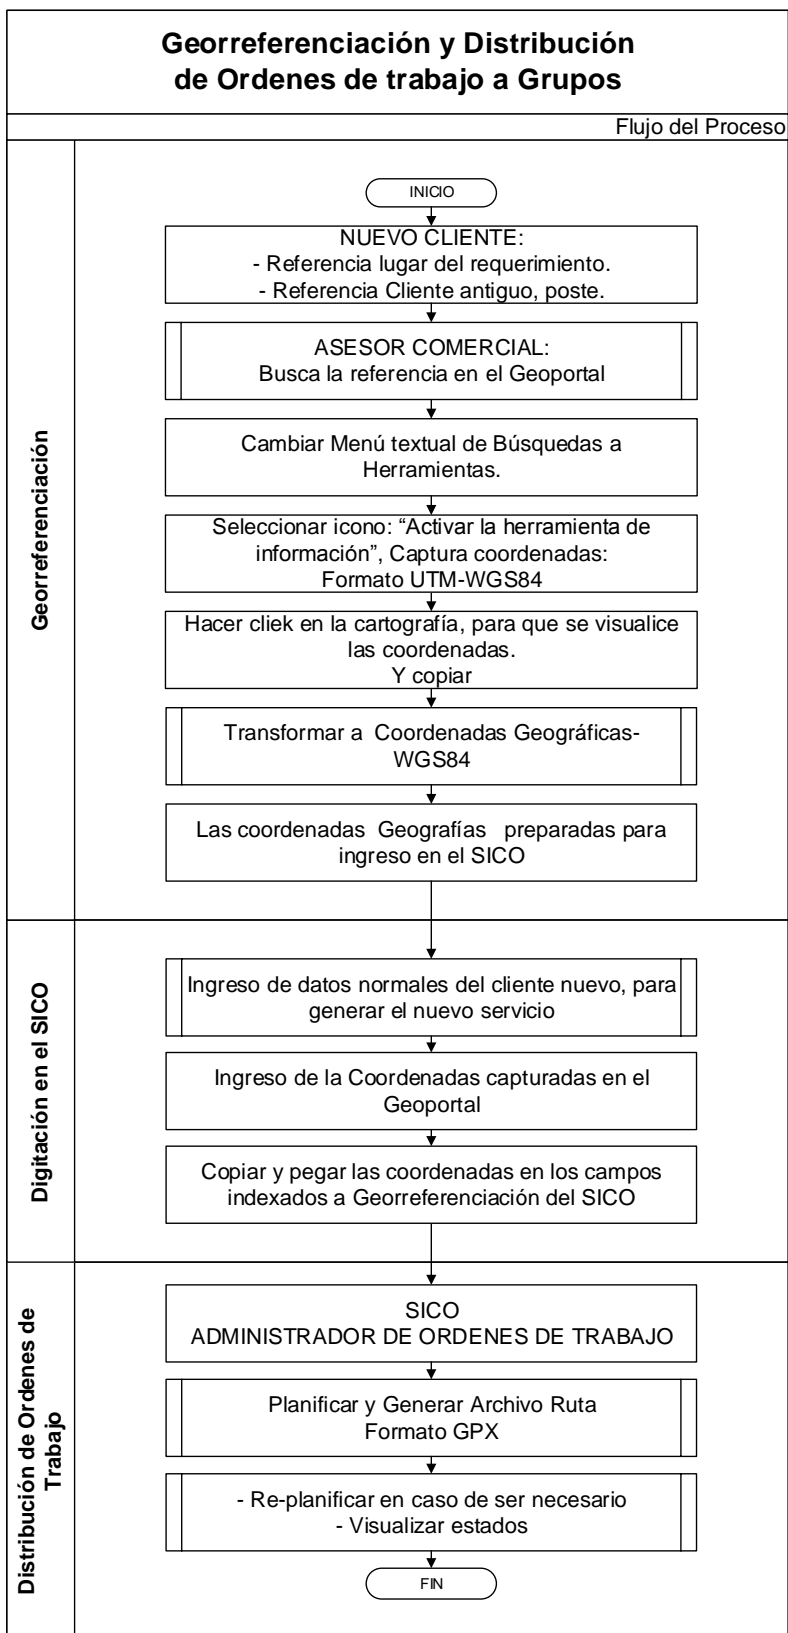 Georreferenciación y Distribución
de Ordenes de trabajo a Grupos
Flujo del Proceso
Georreferenciación
INICIO
NUEVO CLIENTE:
- Referencia lugar del requerimiento.
- Referencia Cliente antiguo, poste.
ASESOR COMERCIAL:
Busca la referencia en el Geoportal
Cambiar Menú textual de Búsquedas a
Herramientas.
Seleccionar icono: “Activar la herramienta de
información”, Captura coordenadas:
Formato UTM-WGS84
Hacer cliek en la cartografía, para que se visualice
las coordenadas.
Y copiar
Transformar a Coordenadas Geográficas-
WGS84
Las coordenadas Geografías preparadas para
ingreso en el SICO
Digitación en el SICO
Ingreso de datos normales del cliente nuevo, para
generar el nuevo servicio
Ingreso de la Coordenadas capturadas en el
Geoportal
Copiar y pegar las coordenadas en los campos
indexados a Georreferenciación del SICO
Distribución de Ordenes de
Trabajo
SICO
ADMINISTRADOR DE ORDENES DE TRABAJO
Planificar y Generar Archivo Ruta
Formato GPX
- Re-planificar en caso de ser necesario
- Visualizar estados
FIN